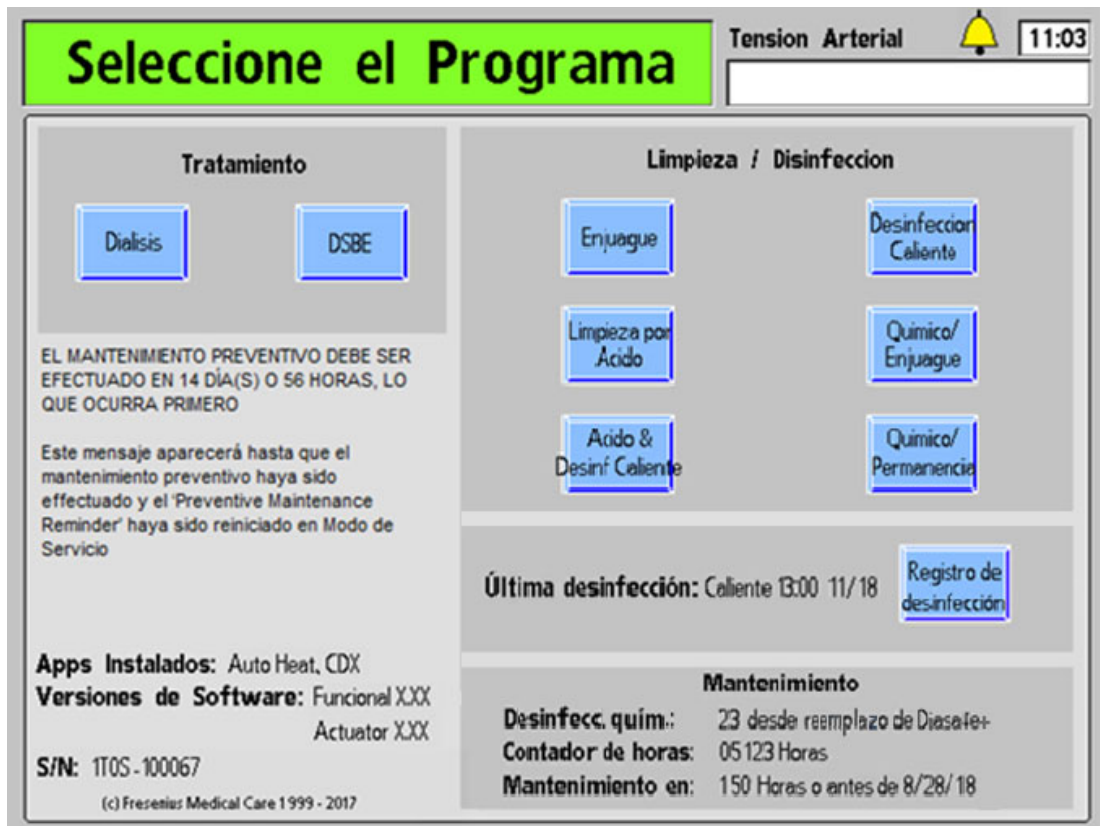 Seleccione el Programa
Tension Arterial
11:03
Tratamiento
Dialisis
DSBE
EL MANTENIMIENTO PREVENTIVO DEBE SER
EFECTUADO EN 14 DÍA(S) O 56 HORAS, LO
QUE OCURRA PRIMERO
Este mensaje aparecerá hasta que el
mantenimiento preventivo haya sido
effectuado y el 'Preventive Maintenance
Reminder' haya sido reiniciado en Modo de
Servicio
Apps Instalados: Auto Heat, CDX
Versiones de Software: Funcional X.XX
Actuator X.XX
S/N: 1T0S-100067
(c) Fresenius Medical Care 1999 - 2017
Limpieza / Disinfeccion
Enjuague
Desinfeccion
Caliente
Limpieza por
Acido
Quimico/
Enjuague
Acido &
Desinf Caliente
Quimico/
Permanencia
Última desinfección: Caliente 13:00 11/18
Registro de
desinfección
Mantenimiento
Desinfecc. quím.: 23 desde reemplazo de Diasafe+
Contador de horas: 05123 Horas
Mantenimiento en: 150 Horas o antes de 8/28/18